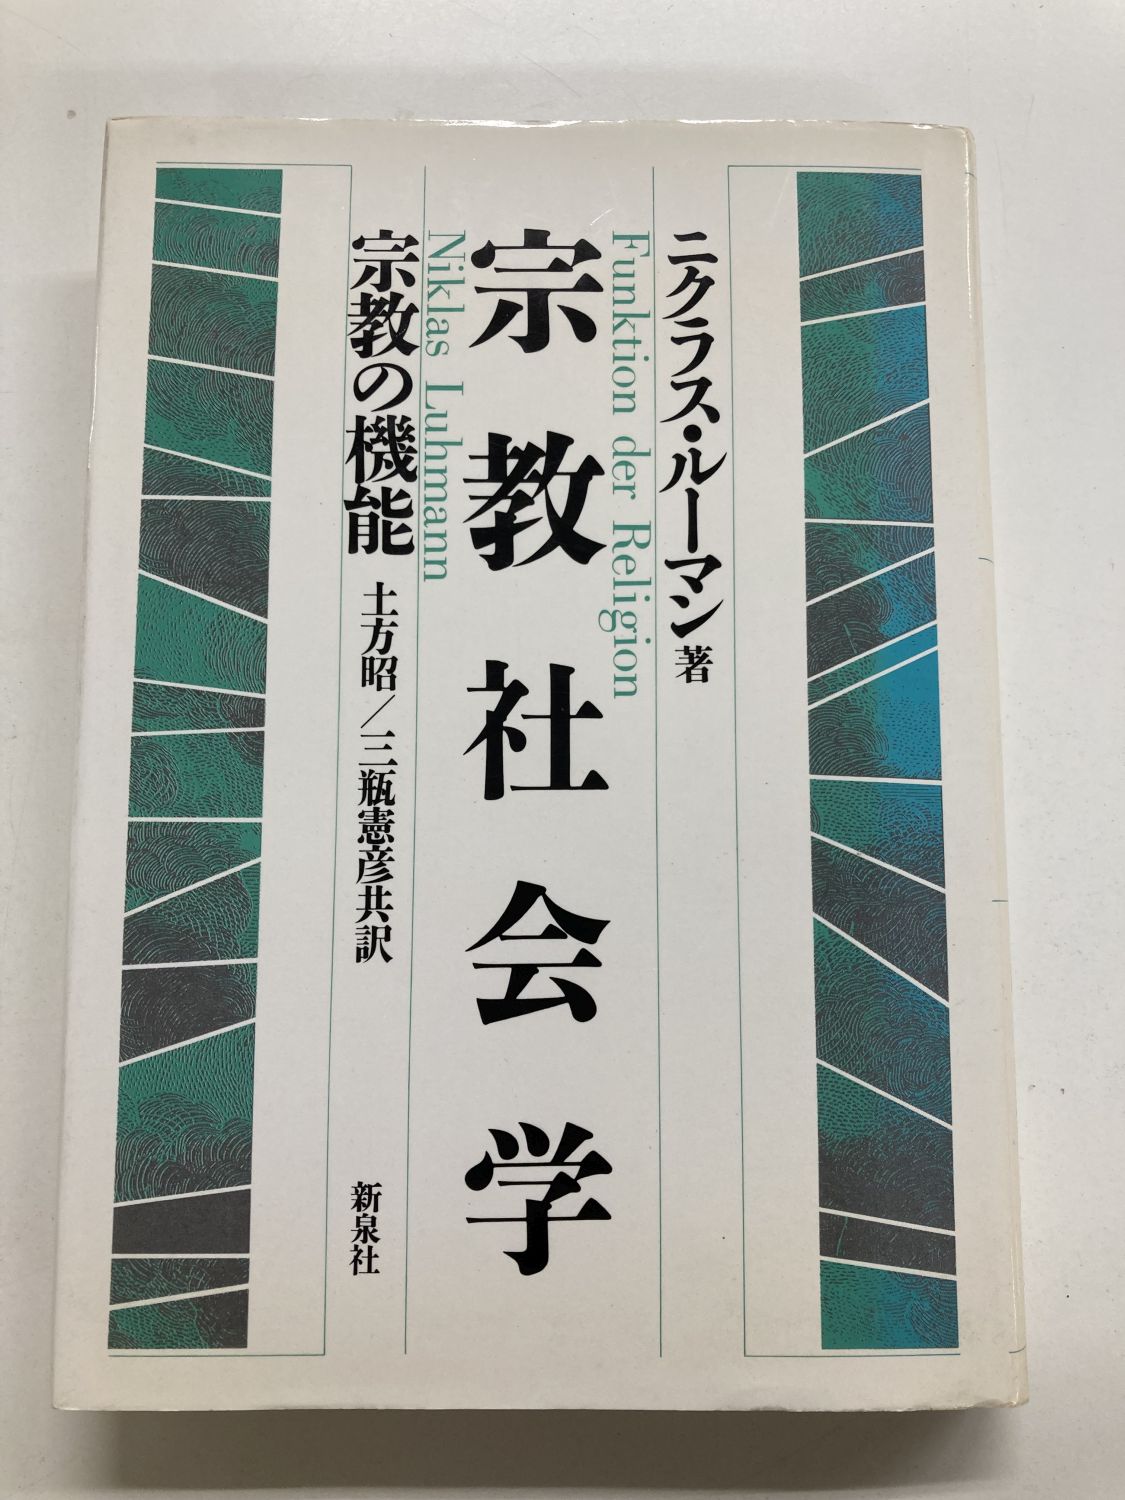 ニクラス・ルーマン著
Funktion der Religion
宗教社会学
Niklas Luhmann
宗教の機能
土方昭／三瓶憲彦共訳
新泉社